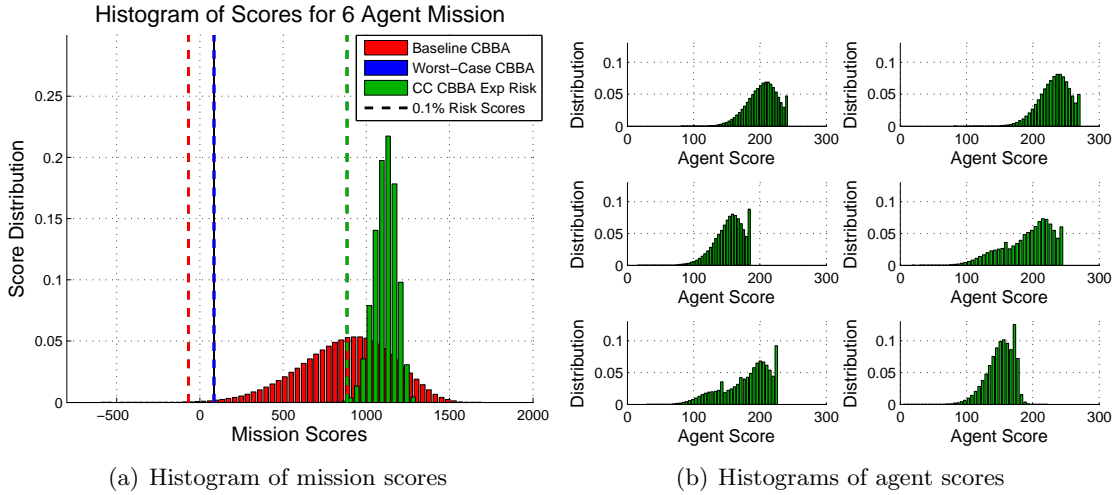 Histogram of Scores for 6 Agent Mission
Baseline CBBA
Worst−Case CBBA
CC CBBA Exp Risk
0.1% Risk Scores
Score Distribution
0.25
0.2
0.15
0.1
0.05
0
−500 0 500 1000 1500 2000
Mission Scores
(a) Histogram of mission scores
Distribution
0.1
0.05
0
0 100 200 300
Agent Score
Distribution
0.1
0.05
0
0 100 200 300
Agent Score
Distribution
0.1
0.05
0
0 100 200 300
Agent Score
Distribution
0.1
0.05
0
0 100 200 300
Agent Score
Distribution
0.1
0.05
0
0 100 200 300
Agent Score
Distribution
0.1
0.05
0
0 100 200 300
Agent Score
(b) Histograms of agent scores